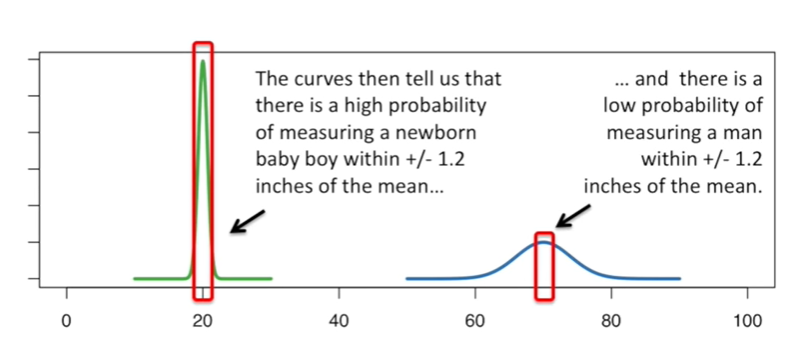 The curves then tell us that
there is a high probability
of measuring a newborn
baby boy within +/- 1.2
inches of the mean...
... and  there is a
low probability of
measuring a man
within +/- 1.2
inches of the mean.
0 20 40 60 80 100